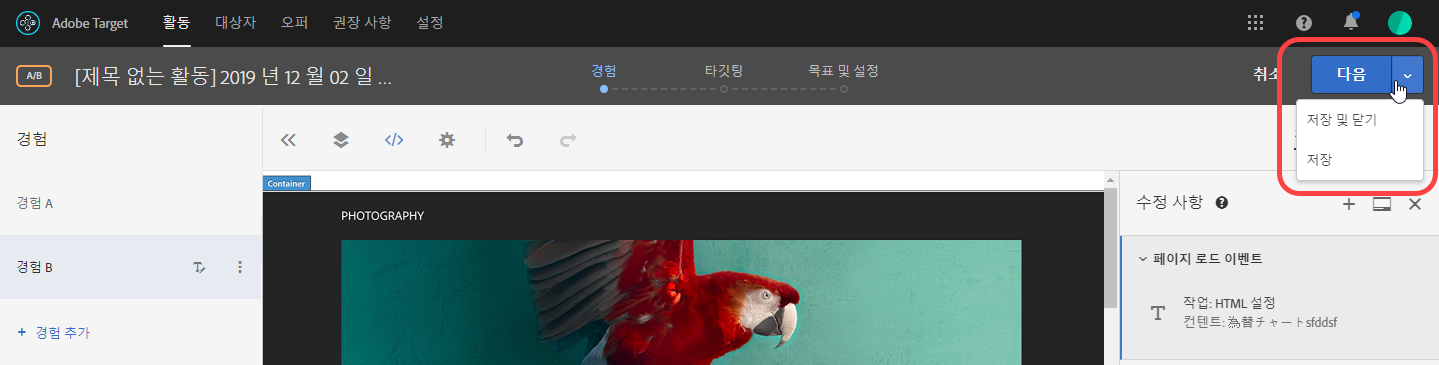 Adobe Target 활동 대상자 오퍼 권장 사항 설정
A/B [제목 없는 활동] 2019 년 12 월 02 일 ... 경험 타깃팅 목표 및 설정 취소 다음
저장 및 닫기
저장
경험
경험 A
경험 B
+ 경험 추가
Container
PHOTOGRAPHY
수정 사항
페이지 로드 이벤트
작업: HTML 설정
컨텐트: 為替チャートsfddsf